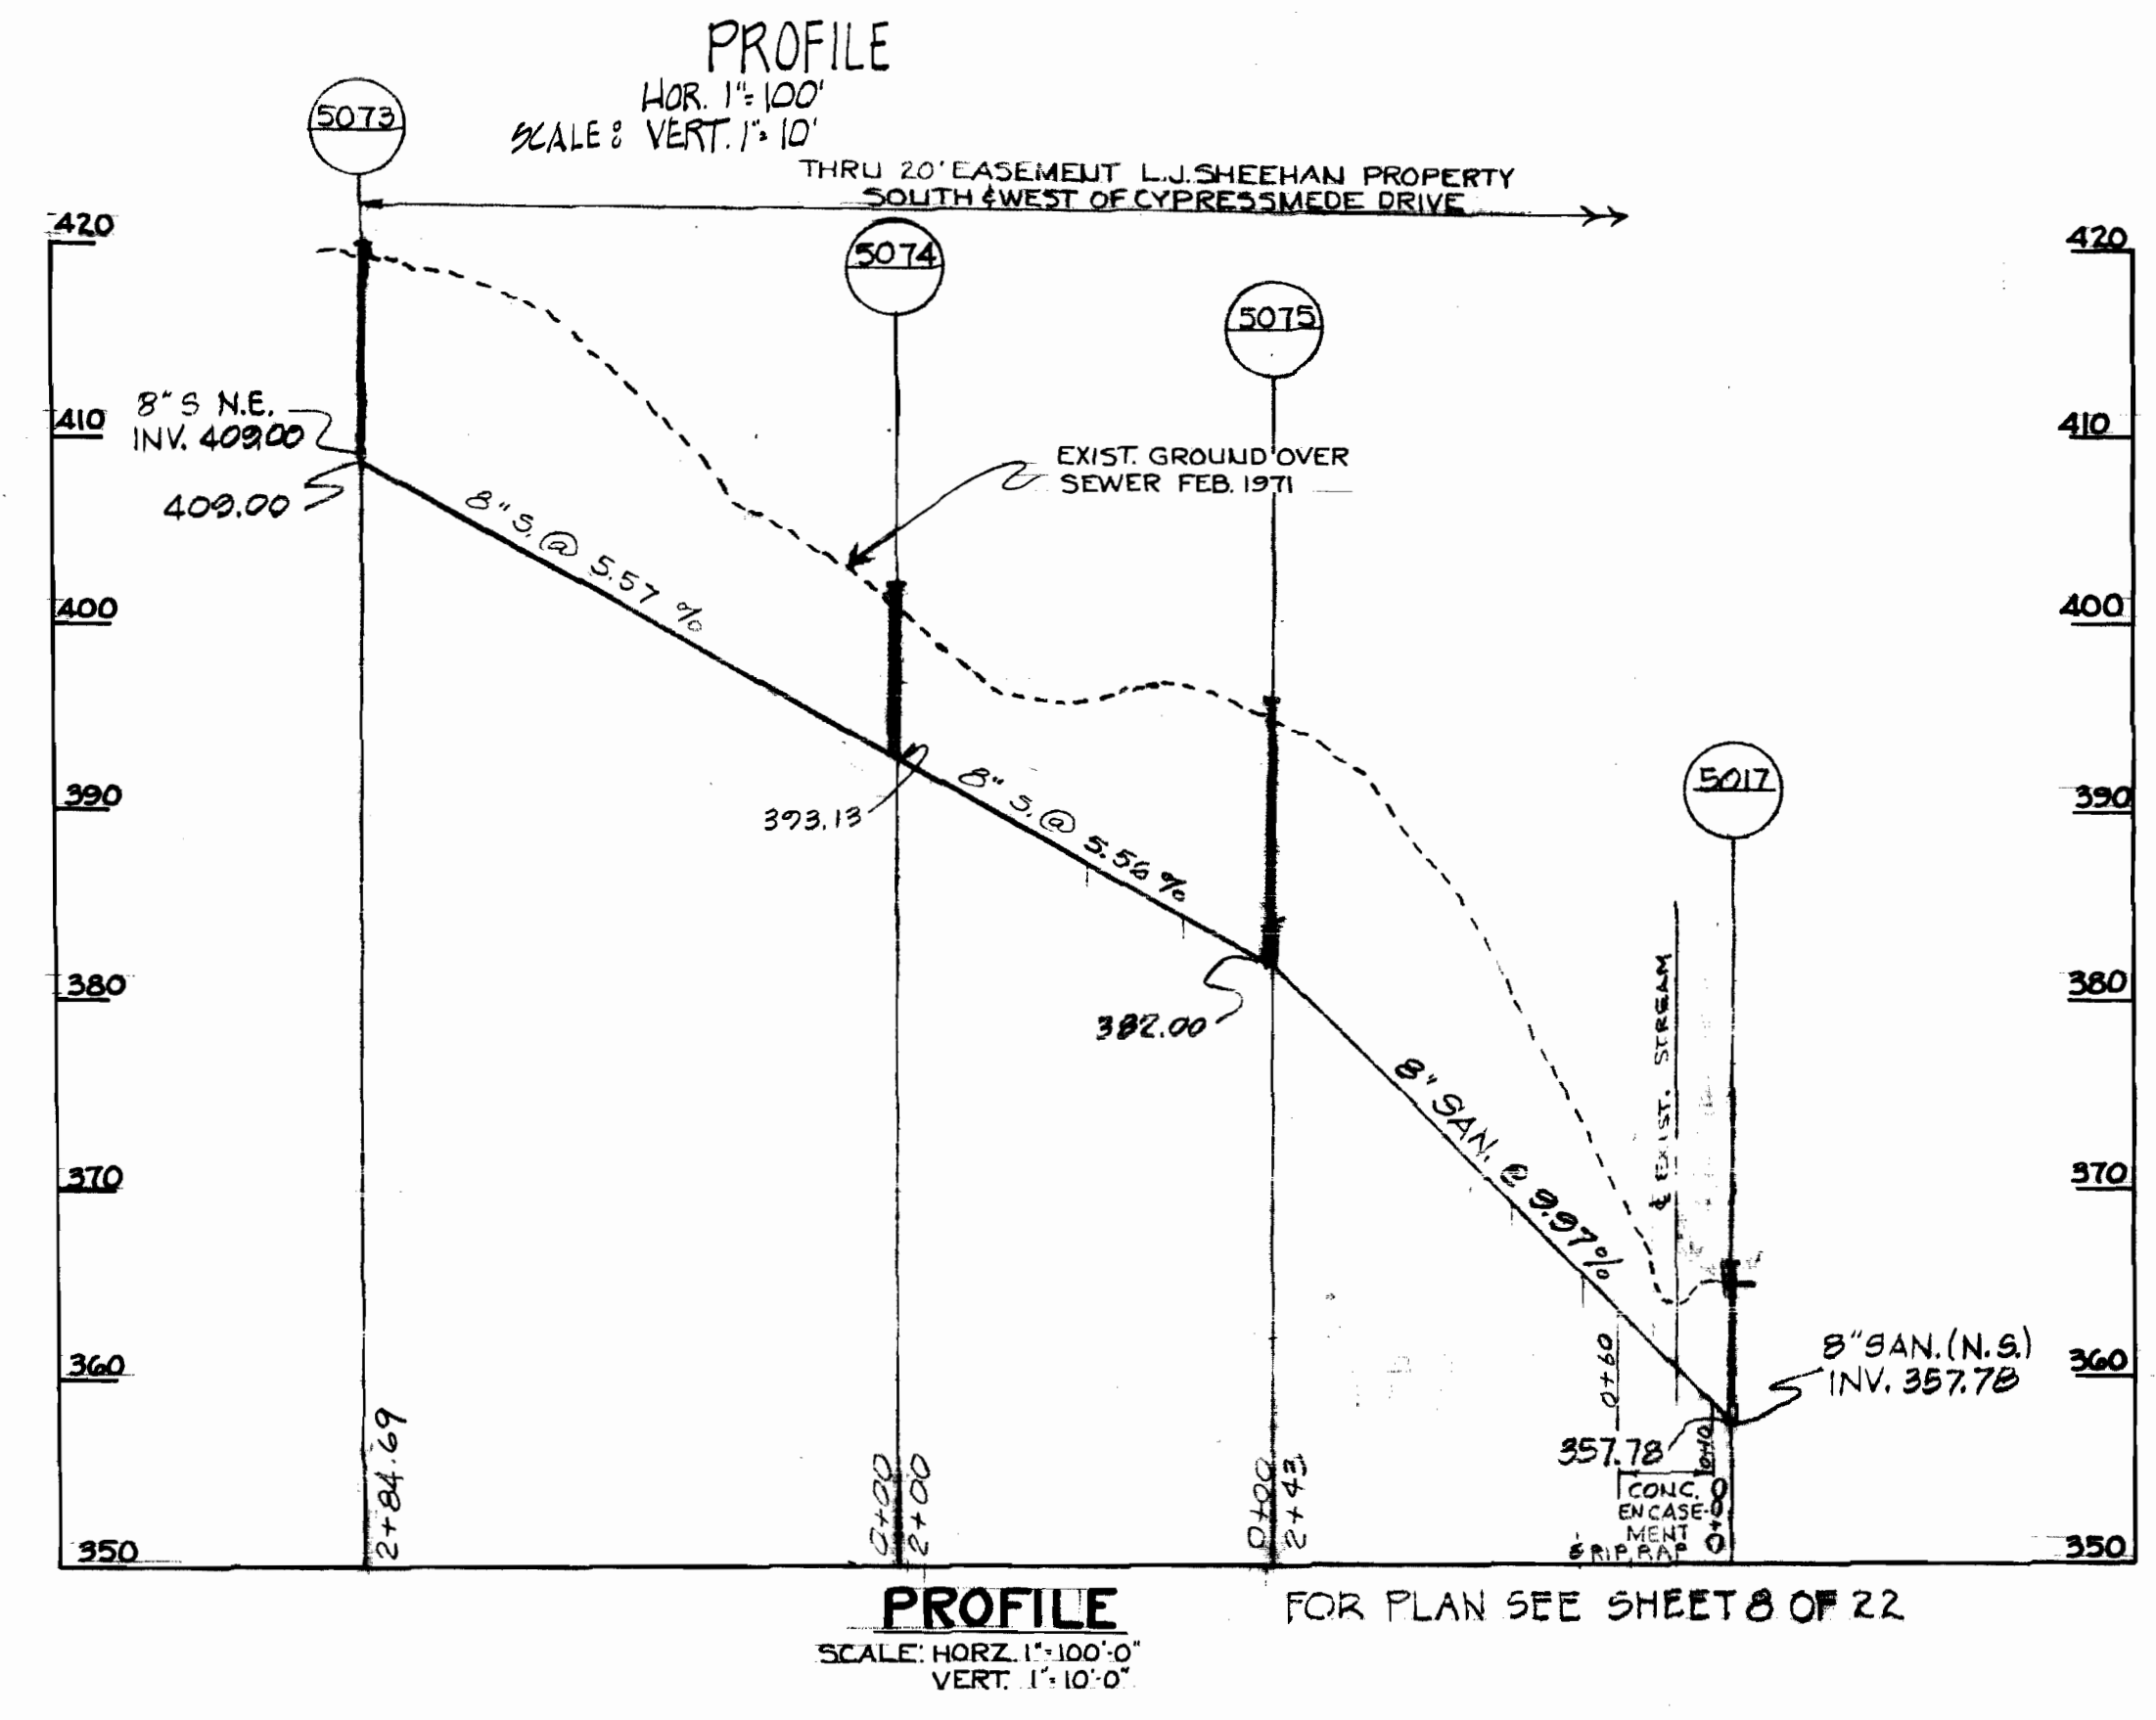 PROFILE
HOR. 1"=100'
SCALE: VERT. 1"=10'
THRU 20' EASEMENT L.J. SHEEHAN PROPERTY
SOUTH & WEST OF CYPRESSMEDE DRIVE
5073
5074
5075
5017
420
410
400
390
380
370
360
350
420
410
400
390
380
370
360
350
8" S N.E.
INV. 409.00
409.00
8" S. @ 5.57 %
EXIST. GROUND OVER
SEWER FEB. 1971
393.13
8" S. @ 5.56 %
382.00
8" SAN. @ 9.97%
℄ EXIST. STREAM
8" SAN. (N.S.)
INV. 357.78
357.78
0+60
0+10
CONC.
ENCASE-
MENT
& RIP RAP
2+84.69
0+00
2+00
0+00
2+43
0+00
PROFILE
SCALE: HORZ. 1"=100'-0"
VERT. 1"=10'-0"
FOR PLAN SEE SHEET 8 OF 22